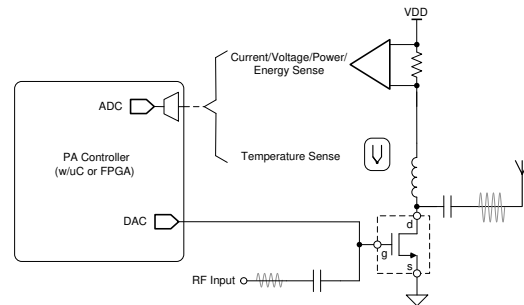 VDD
Current/Voltage/Power/
Energy Sense
ADC
PA Controller
(w/uC or FPGA)
Temperature Sense
DAC
d
g
s
RF Input